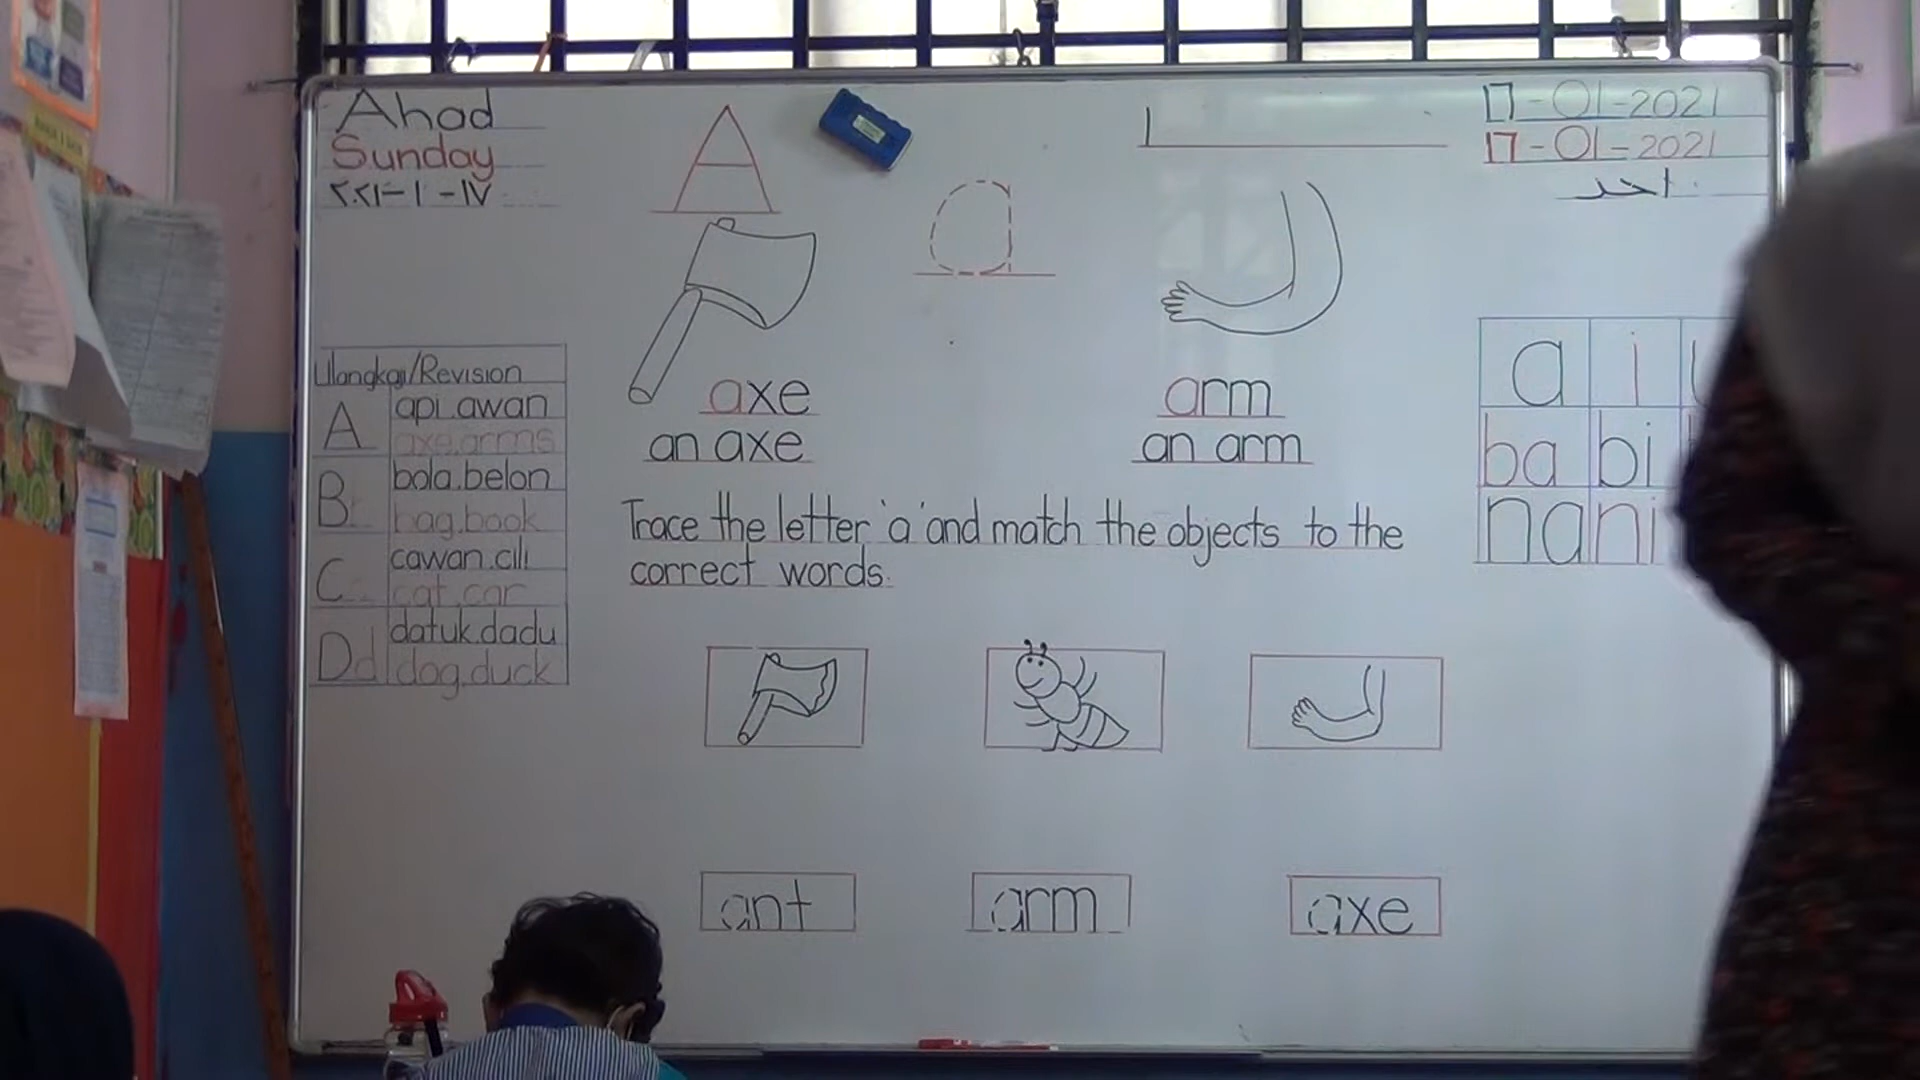 Ahad
Sunday
٢٠٢١-١-١٧
A
17-01-2021
17-01-2021
احد
a
axe
an axe
arm
an arm
Ulangkaji/Revision
A
api.awan
axe.arms
B
bola.belon
bag.book
C
cawan.cili
cat.car
Dd
datuk.dadu
dog.duck
a i
ba bi
na ni
Trace the letter 'a' and match the objects to the
correct words.
ant
arm
axe